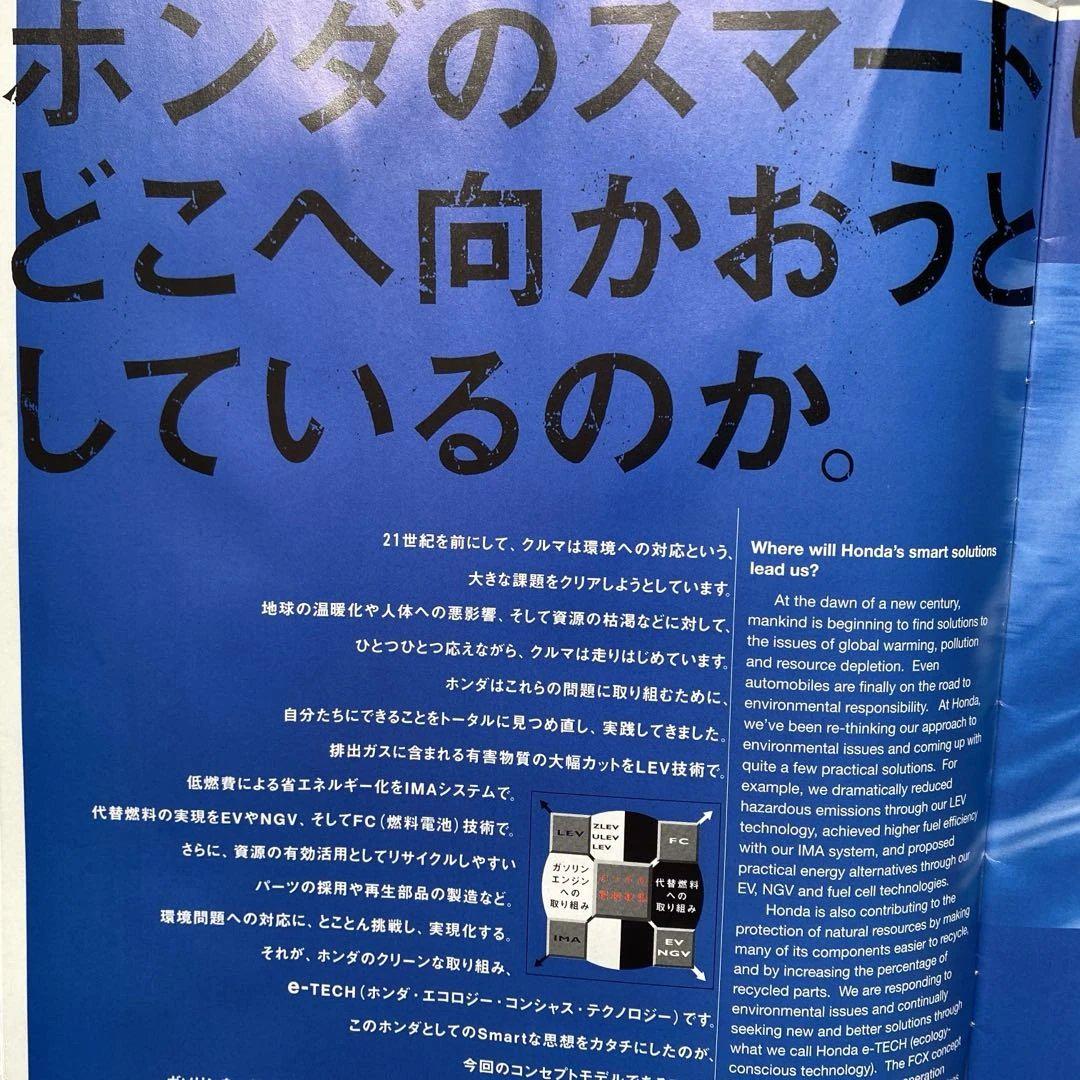 ホンダのスマート
どこへ向かおうと
しているのか。
21世紀を前にして、クルマは環境への対応という、
大きな課題をクリアしようとしています。
地球の温暖化や人体への悪影響、そして資源の枯渇などに対して、
ひとつひとつ応えながら、クルマは走りはじめています。
ホンダはこれらの問題に取り組むために、
自分たちにできることをトータルに見つめ直し、実践してきました。
排出ガスに含まれる有害物質の大幅カットをLEV技術で。
低燃費による省エネルギー化をIMAシステムで。
代替燃料の実現をEVやNGV、そしてFC(燃料電池)技術で。
さらに、資源の有効活用としてリサイクルしやすい
パーツの採用や再生部品の製造など。
環境問題への対応に、とことん挑戦し、実現化する。
それが、ホンダのクリーンな取り組み、
e-TECH(ホンダ・エコロジー・コンシャス・テクノロジー)です。
このホンダとしてのSmartな思想をカタチにしたのが、
今回のコンセプトモデルである
LEV
ZLEV
ULEV
LEV
FC
ガソリン
エンジン
への
取り組み
代替燃料
への
取り組み
IMA
EV
NGV
Where will Honda's smart solutions
lead us?
At the dawn of a new century,
mankind is beginning to find solutions to
the issues of global warming, pollution
and resource depletion. Even
automobiles are finally on the road to
environmental responsibility. At Honda,
we've been re-thinking our approach to
environmental issues and coming up with
quite a few practical solutions. For
example, we dramatically reduced
hazardous emissions through our LEV
technology, achieved higher fuel efficiency
with our IMA system, and proposed
practical energy alternatives through our
EV, NGV and fuel cell technologies.
Honda is also contributing to the
protection of natural resources by making
many of its components easier to recycle,
and by increasing the percentage of
recycled parts. We are responding to
environmental issues and continually
seeking new and better solutions through
what we call Honda e-TECH (ecology-
conscious technology). The FCX concept